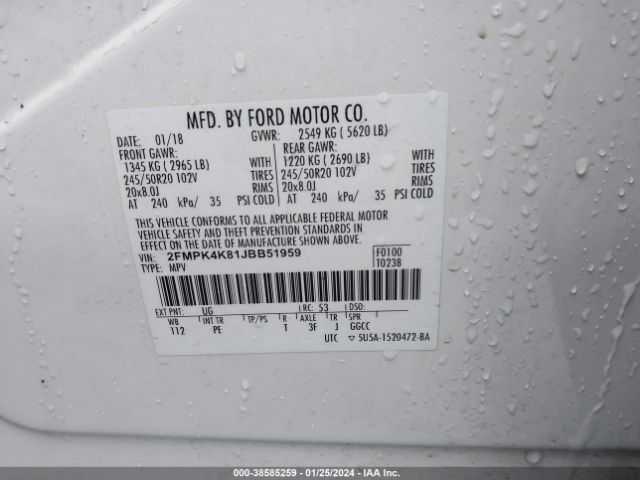 MFD. BY FORD MOTOR CO.
DATE: 01/18 GVWR: 2549 KG ( 5620 LB)
FRONT GAWR: REAR GAWR:
1345 KG ( 2965 LB) WITH 1220 KG ( 2690 LB) WITH
245/50R20 102V TIRES 245/50R20 102V TIRES
20x8.0J RIMS 20x8.0J RIMS
AT 240 kPa/ 35 PSI COLD AT 240 kPa/ 35 PSI COLD
THIS VEHICLE CONFORMS TO ALL APPLICABLE FEDERAL MOTOR
VEHICLE SAFETY AND THEFT PREVENTION STANDARDS IN
EFFECT ON THE DATE OF MANUFACTURE SHOWN ABOVE.
VIN: 2FMPK4K81JBB51959 F0100
TYPE: MPV T0238
EXT PNT: UG RC: 53 DSO:
WB INT TR TP/PS R AXLE TR SPR
112 PE T 3F J GGCC
UTC ▽ 5U5A-1520472-BA
000-38585259 - 01/25/2024 - IAA Inc.